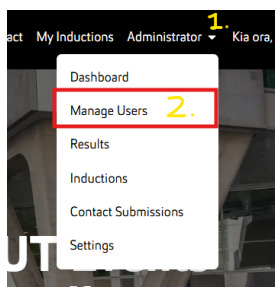 1.
act My Inductions Administrator Kia ora,
Dashboard
Manage Users 2.
Results
Inductions
Contact Submissions
Settings